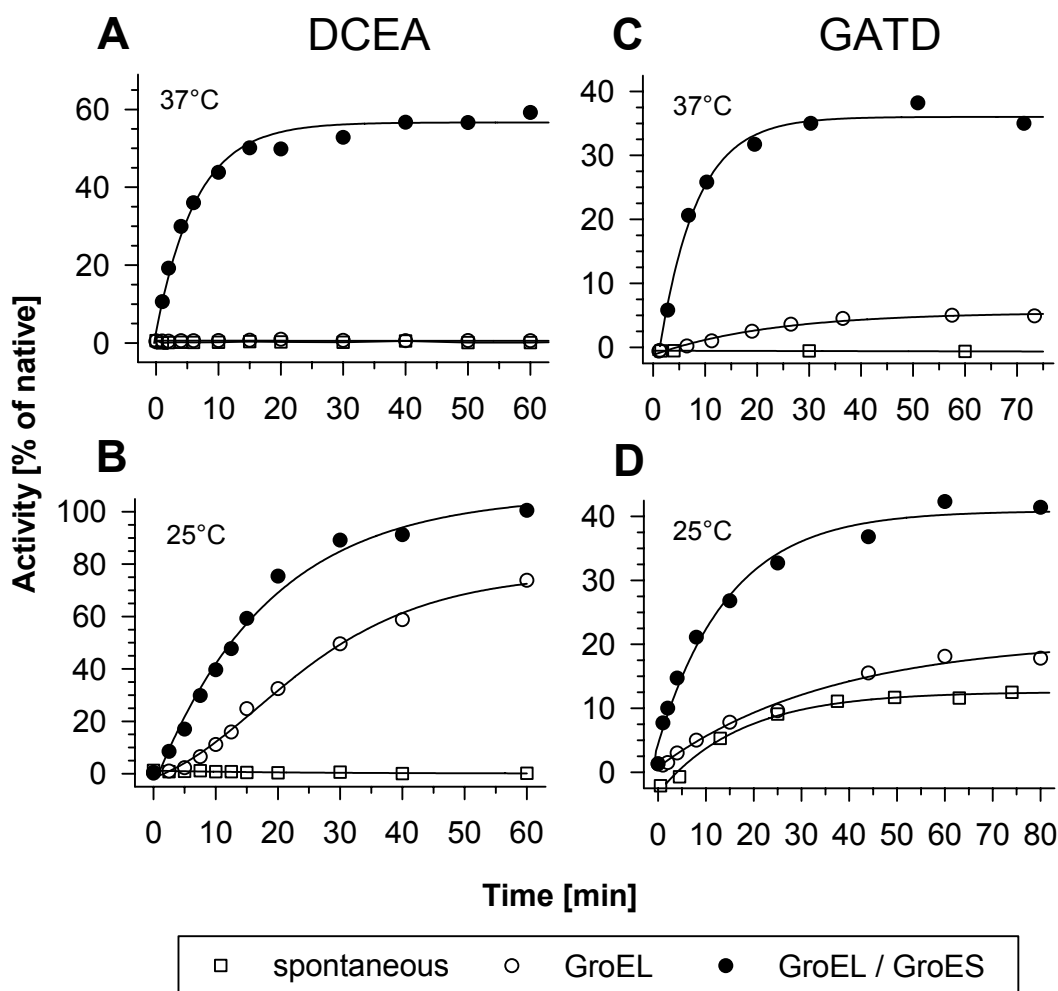 A DCEA
C GATD
37°C
60
40
20
0
0 10 20 30 40 50 60
37°C
40
30
20
10
0
0 10 20 30 40 50 60 70
Activity [% of native]
B
25°C
100
80
60
40
20
0
0 10 20 30 40 50 60
D
25°C
40
30
20
10
0
0 10 20 30 40 50 60 70 80
Time [min]
spontaneous GroEL GroEL / GroES